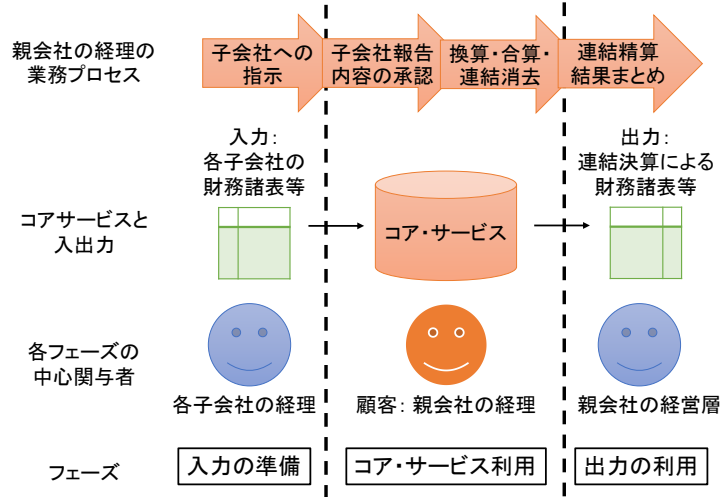 親会社の経理の
業務プロセス
子会社への
指示
子会社報告
内容の承認
換算・合算・
連結消去
連結精算
結果まとめ
コアサービスと
入出力
入力：
各子会社の
財務諸表等
コア・サービス
出力：
連結決算による
財務諸表等
各フェーズの
中心関与者
各子会社の経理
顧客：親会社の経理
親会社の経営層
フェーズ
入力の準備
コア・サービス利用
出力の利用